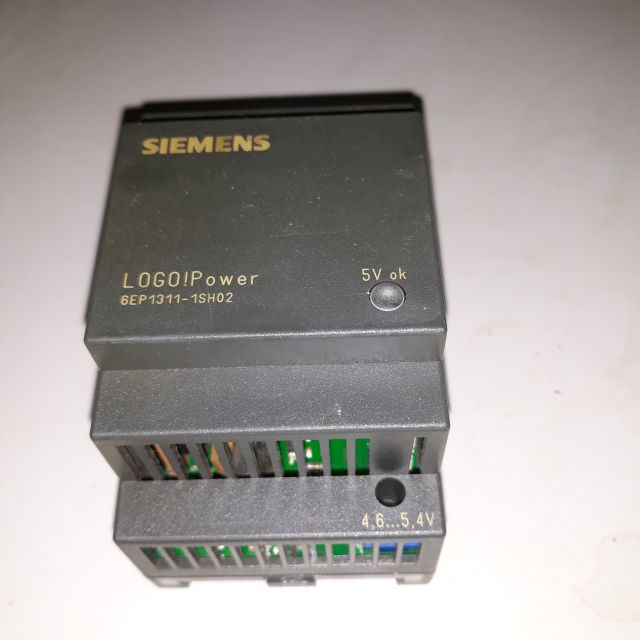 SIEMENS
LOGO!Power
5V ok
6EP1311-1SH02
4,6...5,4V